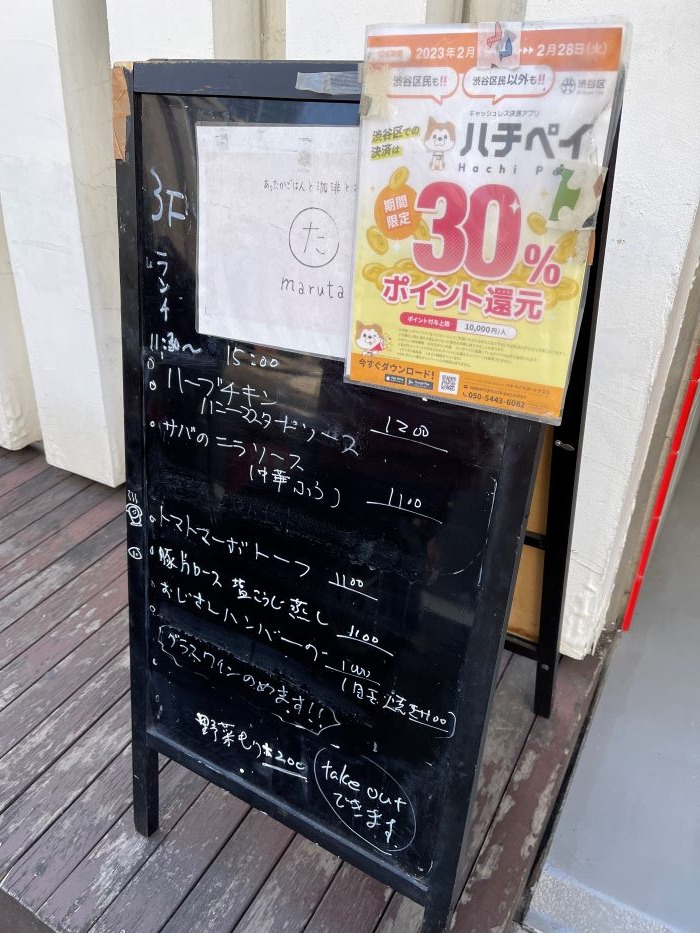 2023年2月
2月28日(火)
渋谷区民も!!
渋谷区民以外も!!
渋谷区
キャッシュレス決済アプリ
渋谷区での
決済は
ハチペイ
Hachi P
期間
限定
30%
ポイント還元
ポイント付与上限
10,000円/人
今すぐダウンロード!
050-5443-6082
あったかごはんと珈琲と
た
maruta
3F
ランチ
15:00
ハーブチキン
ハニーマスタードソース
1200
サバのニラソース
(中華ふう)
1100
トマトマーボトーフ
1100
豚肩ロース 塩こうじ蒸し
1100
おじさんハンバーグ
1000
グラスワインのめます!!
野菜もり+200
take out
できます